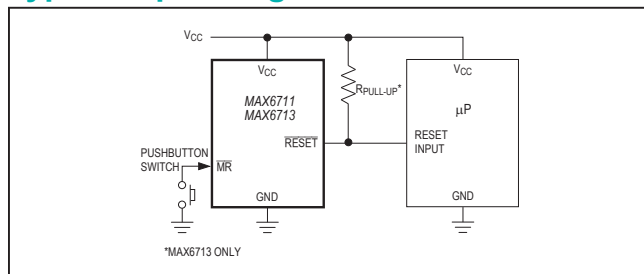 VCC
VCC
MAX6711
MAX6713
RESET
MR
GND
PUSHBUTTON
SWITCH
RPULL-UP*
VCC
µP
RESET
INPUT
GND
*MAX6713 ONLY